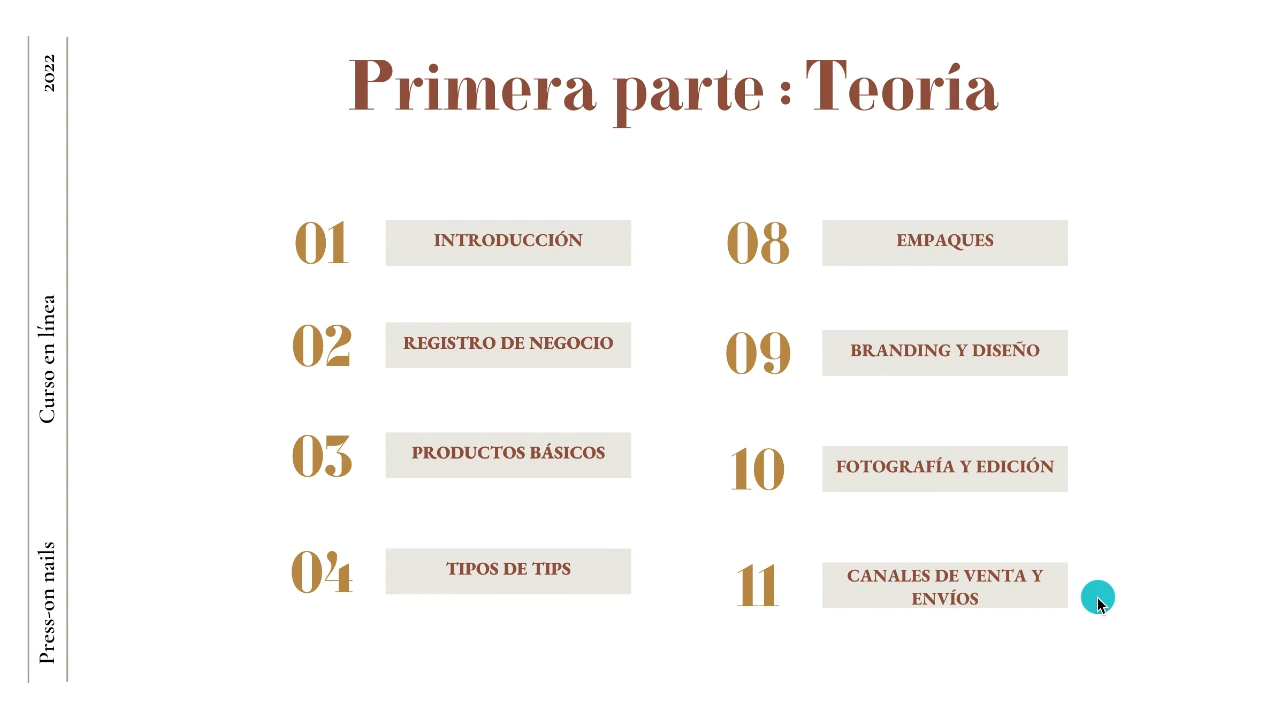 Primera parte : Teoría
01
INTRODUCCIÓN
02
REGISTRO DE NEGOCIO
03
PRODUCTOS BÁSICOS
04
TIPOS DE TIPS
08
EMPAQUES
09
BRANDING Y DISEÑO
10
FOTOGRAFÍA Y EDICIÓN
11
CANALES DE VENTA Y
ENVÍOS
Press-on nails
Curso en línea
2022